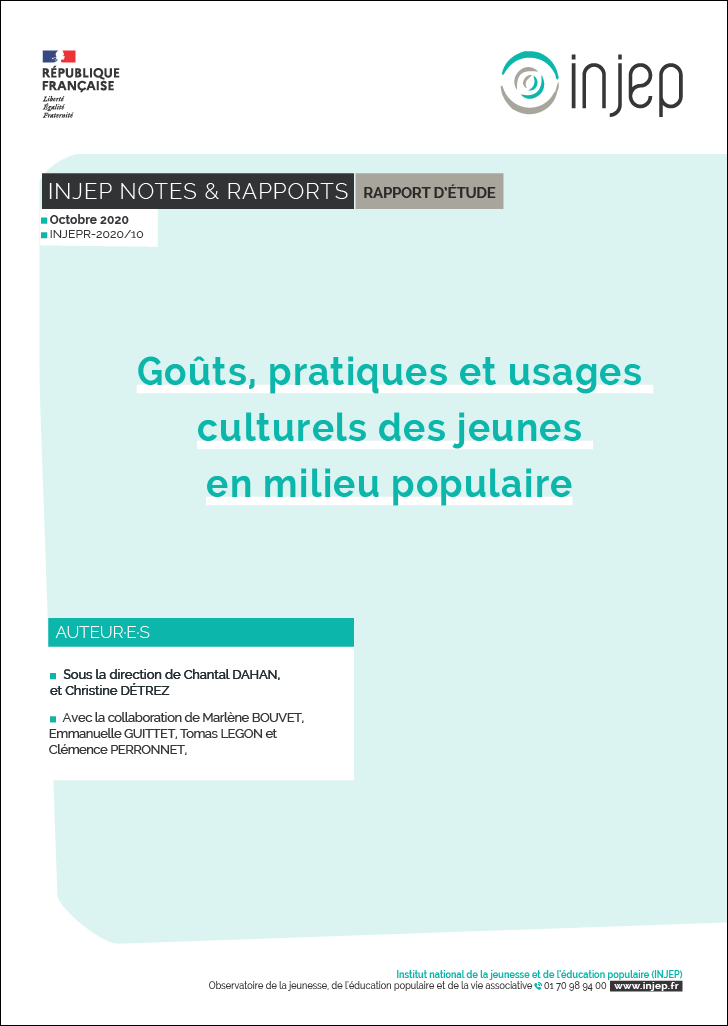 RÉPUBLIQUE
FRANÇAISE
Liberté
Égalité
Fraternité
injep
INJEP NOTES & RAPPORTS RAPPORT D'ÉTUDE
Octobre 2020
INJEPR-2020/10
Goûts, pratiques et usages
culturels des jeunes
en milieu populaire
AUTEUR·E·S
Sous la direction de Chantal DAHAN,
et Christine DÉTREZ
Avec la collaboration de Marlène BOUVET,
Emmanuelle GUITTET, Tomas LEGON et
Clémence PERRONNET,
Institut national de la jeunesse et de l'éducation populaire (INJEP)
Observatoire de la jeunesse, de l'éducation populaire et de la vie associative 01 70 98 94 00 www.injep.fr